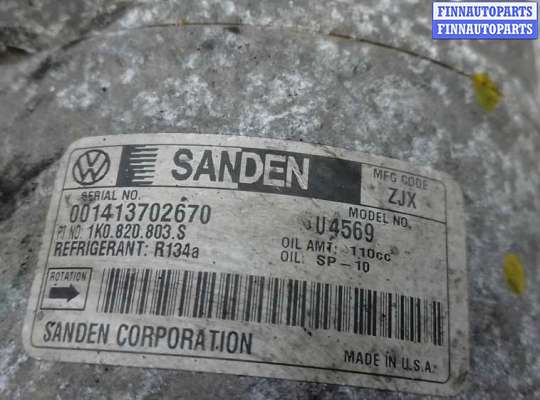 FINNAUTOPARTS
FINNAUTOPARTS
SANDEN
MFG CODE
ZJX
SERIAL NO.
001413702670
MODEL NO.
U4569
PT NO. 1K0.820.803.S
REFRIGERANT: R134a
OIL AMT: 110cc
OIL: SP-10
ROTATION
SANDEN CORPORATION
MADE IN U.S.A.